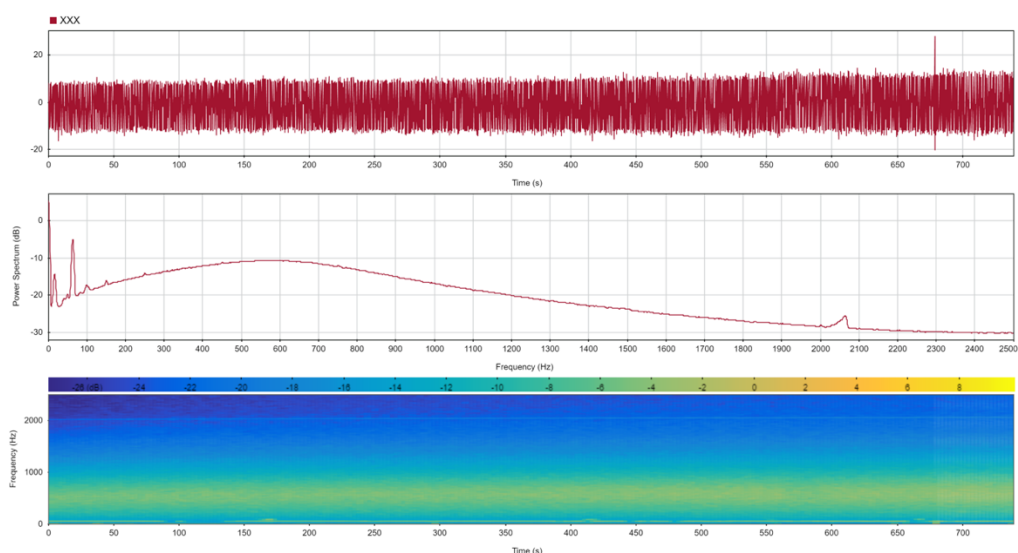 XXX
20
0
-20
0 50 100 150 200 250 300 350 400 450 500 550 600 650 700
Time (s)
Power Spectrum (dB)
0
-10
-20
-30
0 100 200 300 400 500 600 700 800 900 1000 1100 1200 1300 1400 1500 1600 1700 1800 1900 2000 2100 2200 2300 2400 2500
Frequency (Hz)
-26 (dB) -24 -22 -20 -18 -16 -14 -12 -10 -8 -6 -4 -2 0 2 4 6 8
Frequency (Hz)
2000
1000
0
0 50 100 150 200 250 300 350 400 450 500 550 600 650 700
Time (s)